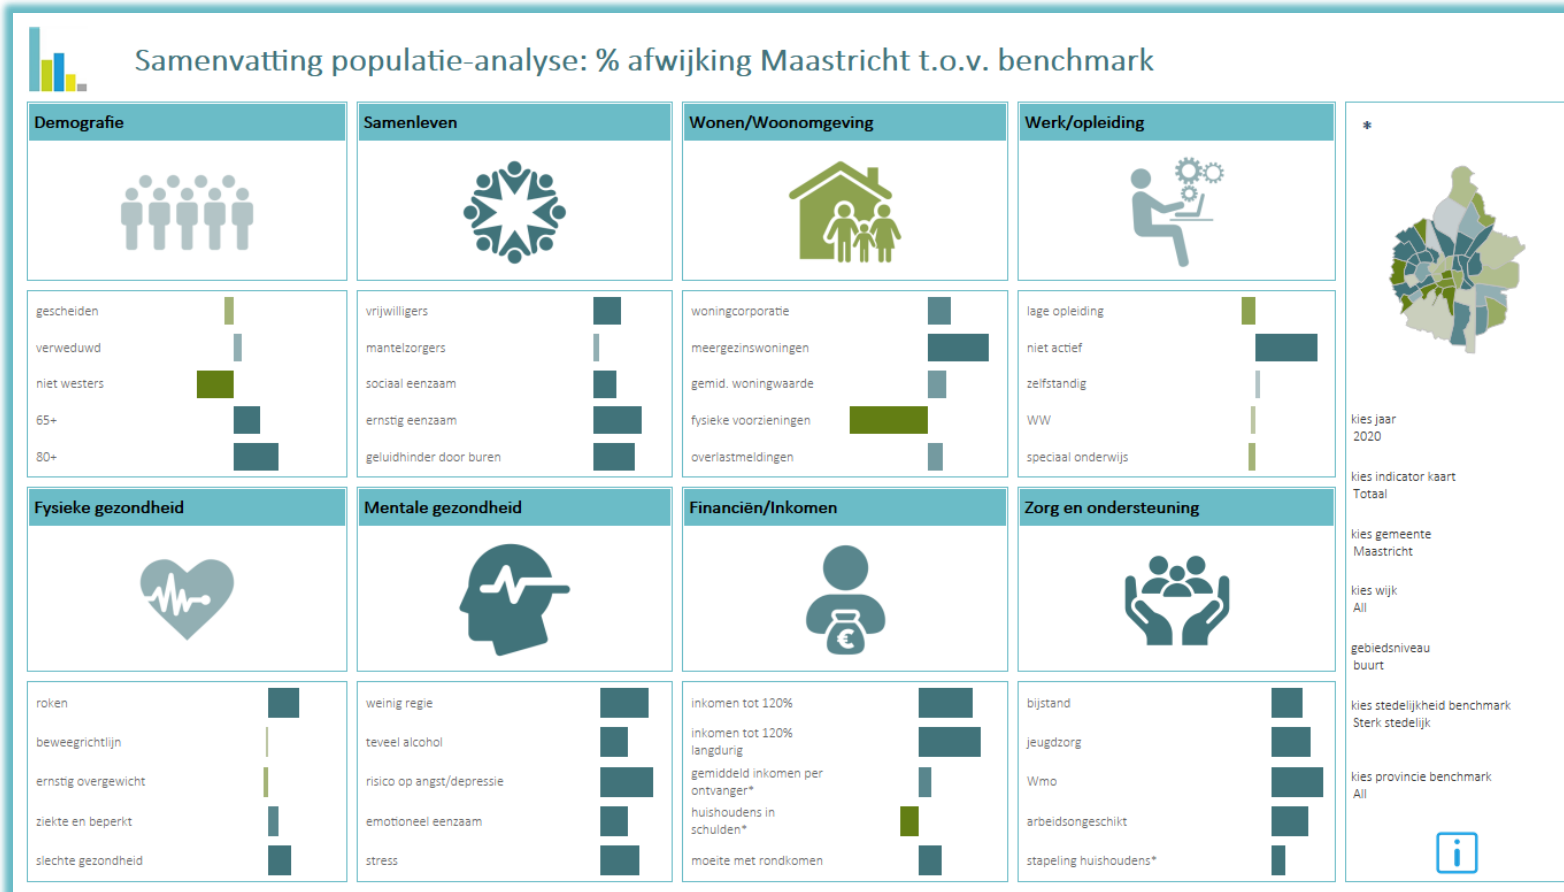 Samenvatting populatie-analyse: % afwijking Maastricht t.o.v. benchmark
Demografie
gescheiden
verweduwd
niet westers
65+
80+
Samenleven
vrijwilligers
mantelzorgers
sociaal eenzaam
ernstig eenzaam
geluidhinder door buren
Wonen/Woonomgeving
woningcorporatie
meergezinswoningen
gemid. woningwaarde
fysieke voorzieningen
overlastmeldingen
Werk/opleiding
lage opleiding
niet actief
zelfstandig
WW
speciaal onderwijs
Fysieke gezondheid
roken
beweegrichtlijn
ernstig overgewicht
ziekte en beperkt
slechte gezondheid
Mentale gezondheid
weinig regie
teveel alcohol
risico op angst/depressie
emotioneel eenzaam
stress
Financiën/Inkomen
€
inkomen tot 120%
inkomen tot 120%
langdurig
gemiddeld inkomen per
ontvanger*
huishoudens in
schulden*
moeite met rondkomen
Zorg en ondersteuning
bijstand
jeugdzorg
Wmo
arbeidsongeschikt
stapeling huishoudens*
*
kies jaar
2020
kies indicator kaart
Totaal
kies gemeente
Maastricht
kies wijk
All
gebiedsniveau
buurt
kies stedelijkheid benchmark
Sterk stedelijk
kies provincie benchmark
All
i